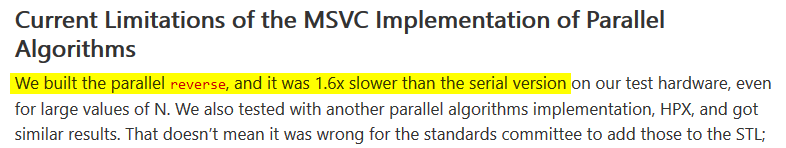 Current Limitations of the MSVC Implementation of Parallel
Algorithms
We built the parallel reverse, and it was 1.6x slower than the serial version on our test hardware, even
for large values of N. We also tested with another parallel algorithms implementation, HPX, and got
similar results. That doesn’t mean it was wrong for the standards committee to add those to the STL;